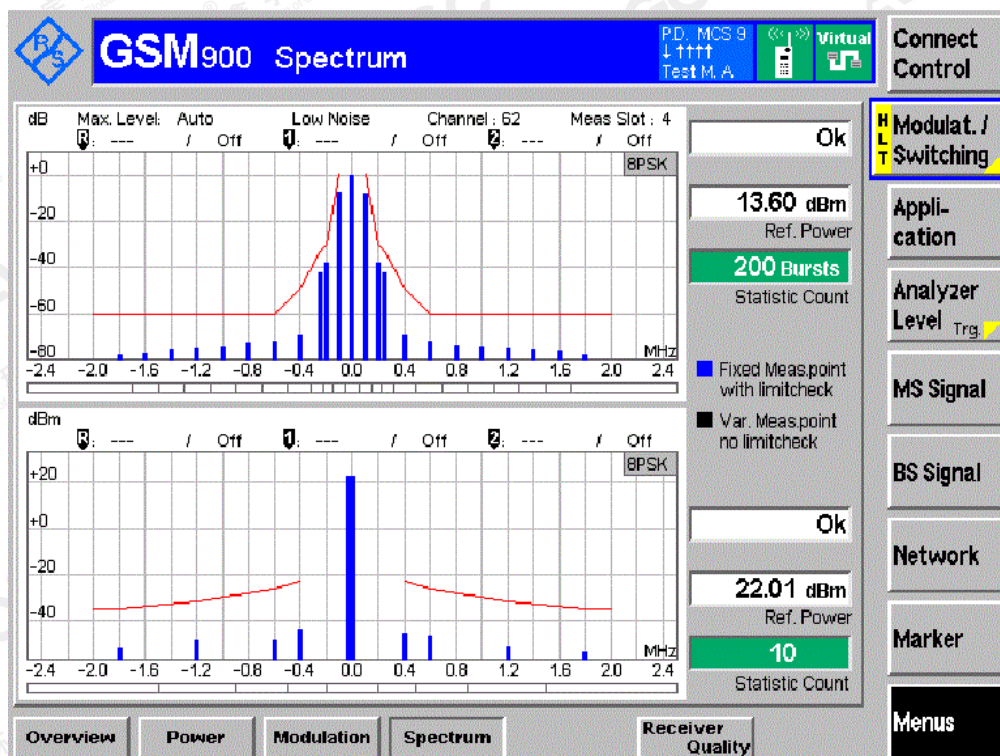 R/S
GSM900 Spectrum
P.D. MCS 9
↓ ↑↑↑↑
Test M. A.
Virtual
Connect
Control
dB Max. Level: Auto Low Noise Channel : 62 Meas Slot : 4
R: --- / Off 1: --- / Off 2: --- / Off
8PSK
+0
-20
-40
-60
-80
MHz
-2.4 -2.0 -1.6 -1.2 -0.8 -0.4 0.0 0.4 0.8 1.2 1.6 2.0 2.4
Ok
13.60 dBm
Ref. Power
200 Bursts
Statistic Count
Fixed Meas.point
with limitcheck
Var. Meas.point
no limitcheck
dBm
R: --- / Off 1: --- / Off 2: --- / Off
8PSK
+20
+0
-20
-40
MHz
-2.4 -2.0 -1.6 -1.2 -0.8 -0.4 0.0 0.4 0.8 1.2 1.6 2.0 2.4
Ok
22.01 dBm
Ref. Power
10
Statistic Count
HLT
Modulat. /
Switching
Appli-
cation
Analyzer
Level Trg.
MS Signal
BS Signal
Network
Marker
Menus
Overview Power Modulation Spectrum Receiver
Quality